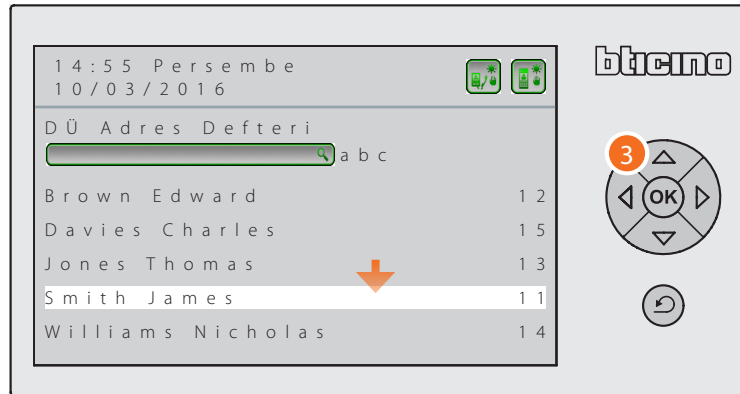 14:55 Persembe
10/03/2016
bticino
DÜ Adres Defteri
abc
3
Brown Edward 12
OK
Davies Charles 15
Jones Thomas 13
Smith James 11
Williams Nicholas 14